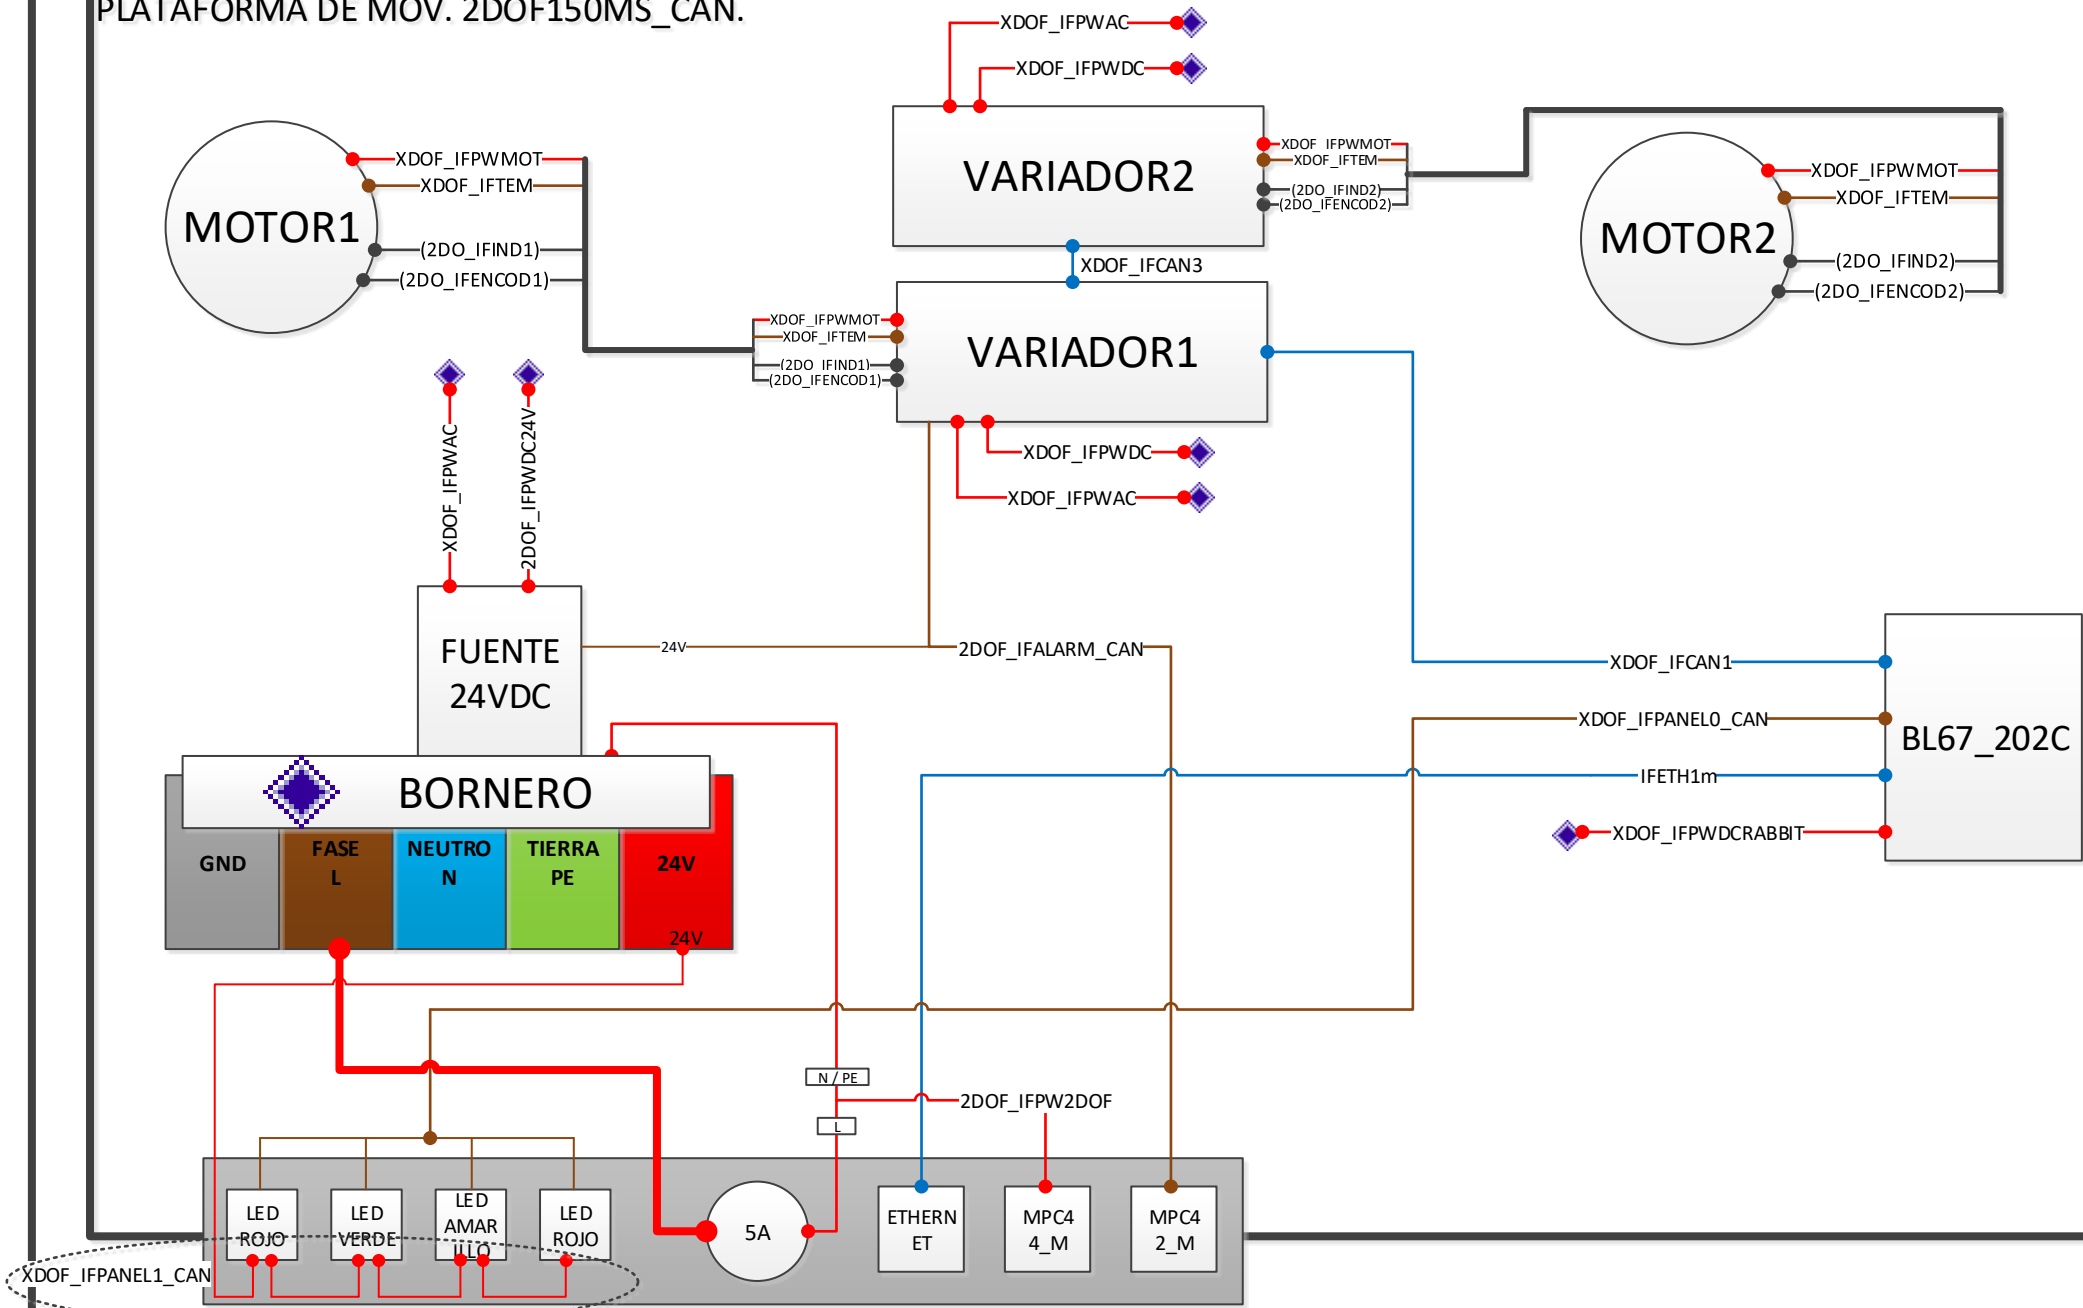 PLATAFORMA DE MOV. 2DOF150MS_CAN.
XDOF_IFPWAC
XDOF_IFPWDC
MOTOR1
XDOF_IFPWMOT
XDOF_IFTEM
(2DO_IFIND1)
(2DO_IFENCOD1)
VARIADOR2
XDOF_IFPWMOT
XDOF_IFTEM
(2DO_IFIND2)
(2DO_IFENCOD2)
MOTOR2
XDOF_IFPWMOT
XDOF_IFTEM
(2DO_IFIND2)
(2DO_IFENCOD2)
XDOF_IFCAN3
XDOF_IFPWMOT
XDOF_IFTEM
(2DO_IFIND1)
(2DO_IFENCOD1)
VARIADOR1
XDOF_IFPWDC
XDOF_IFPWAC
XDOF_IFPWAC
2DOF_IFPWDC24V
FUENTE
24VDC
24V
2DOF_IFALARM_CAN
XDOF_IFCAN1
XDOF_IFPANEL0_CAN
IFETH1m
XDOF_IFPWDCRABBIT
BL67_202C
BORNERO
GND
FASE
L
NEUTRO
N
TIERRA
PE
24V
24V
N / PE
L
2DOF_IFPW2DOF
LED
ROJO
LED
VERDE
LED
AMAR
ILLO
LED
ROJO
5A
ETHERN
ET
MPC4
4_M
MPC4
2_M
XDOF_IFPANEL1_CAN